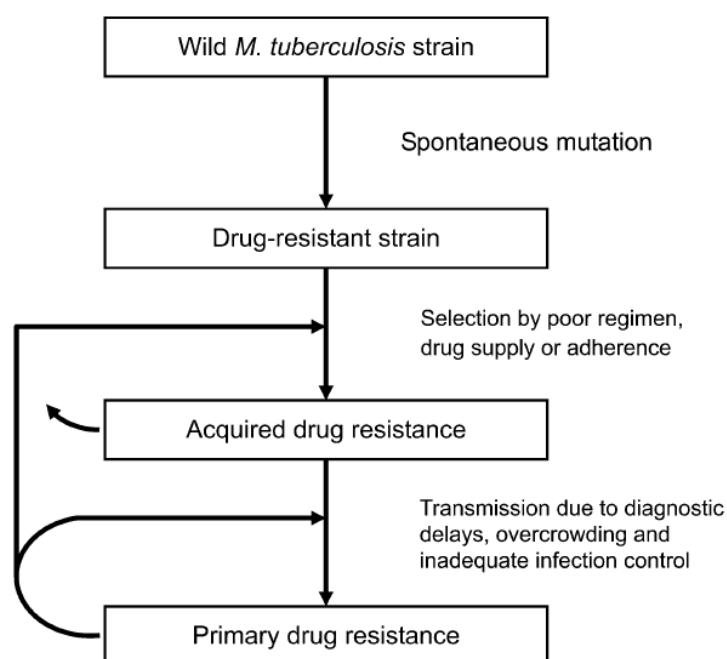 Wild M. tuberculosis strain
Spontaneous mutation
Drug-resistant strain
Selection by poor regimen,
drug supply or adherence
Acquired drug resistance
Transmission due to diagnostic
delays, overcrowding and
inadequate infection control
Primary drug resistance